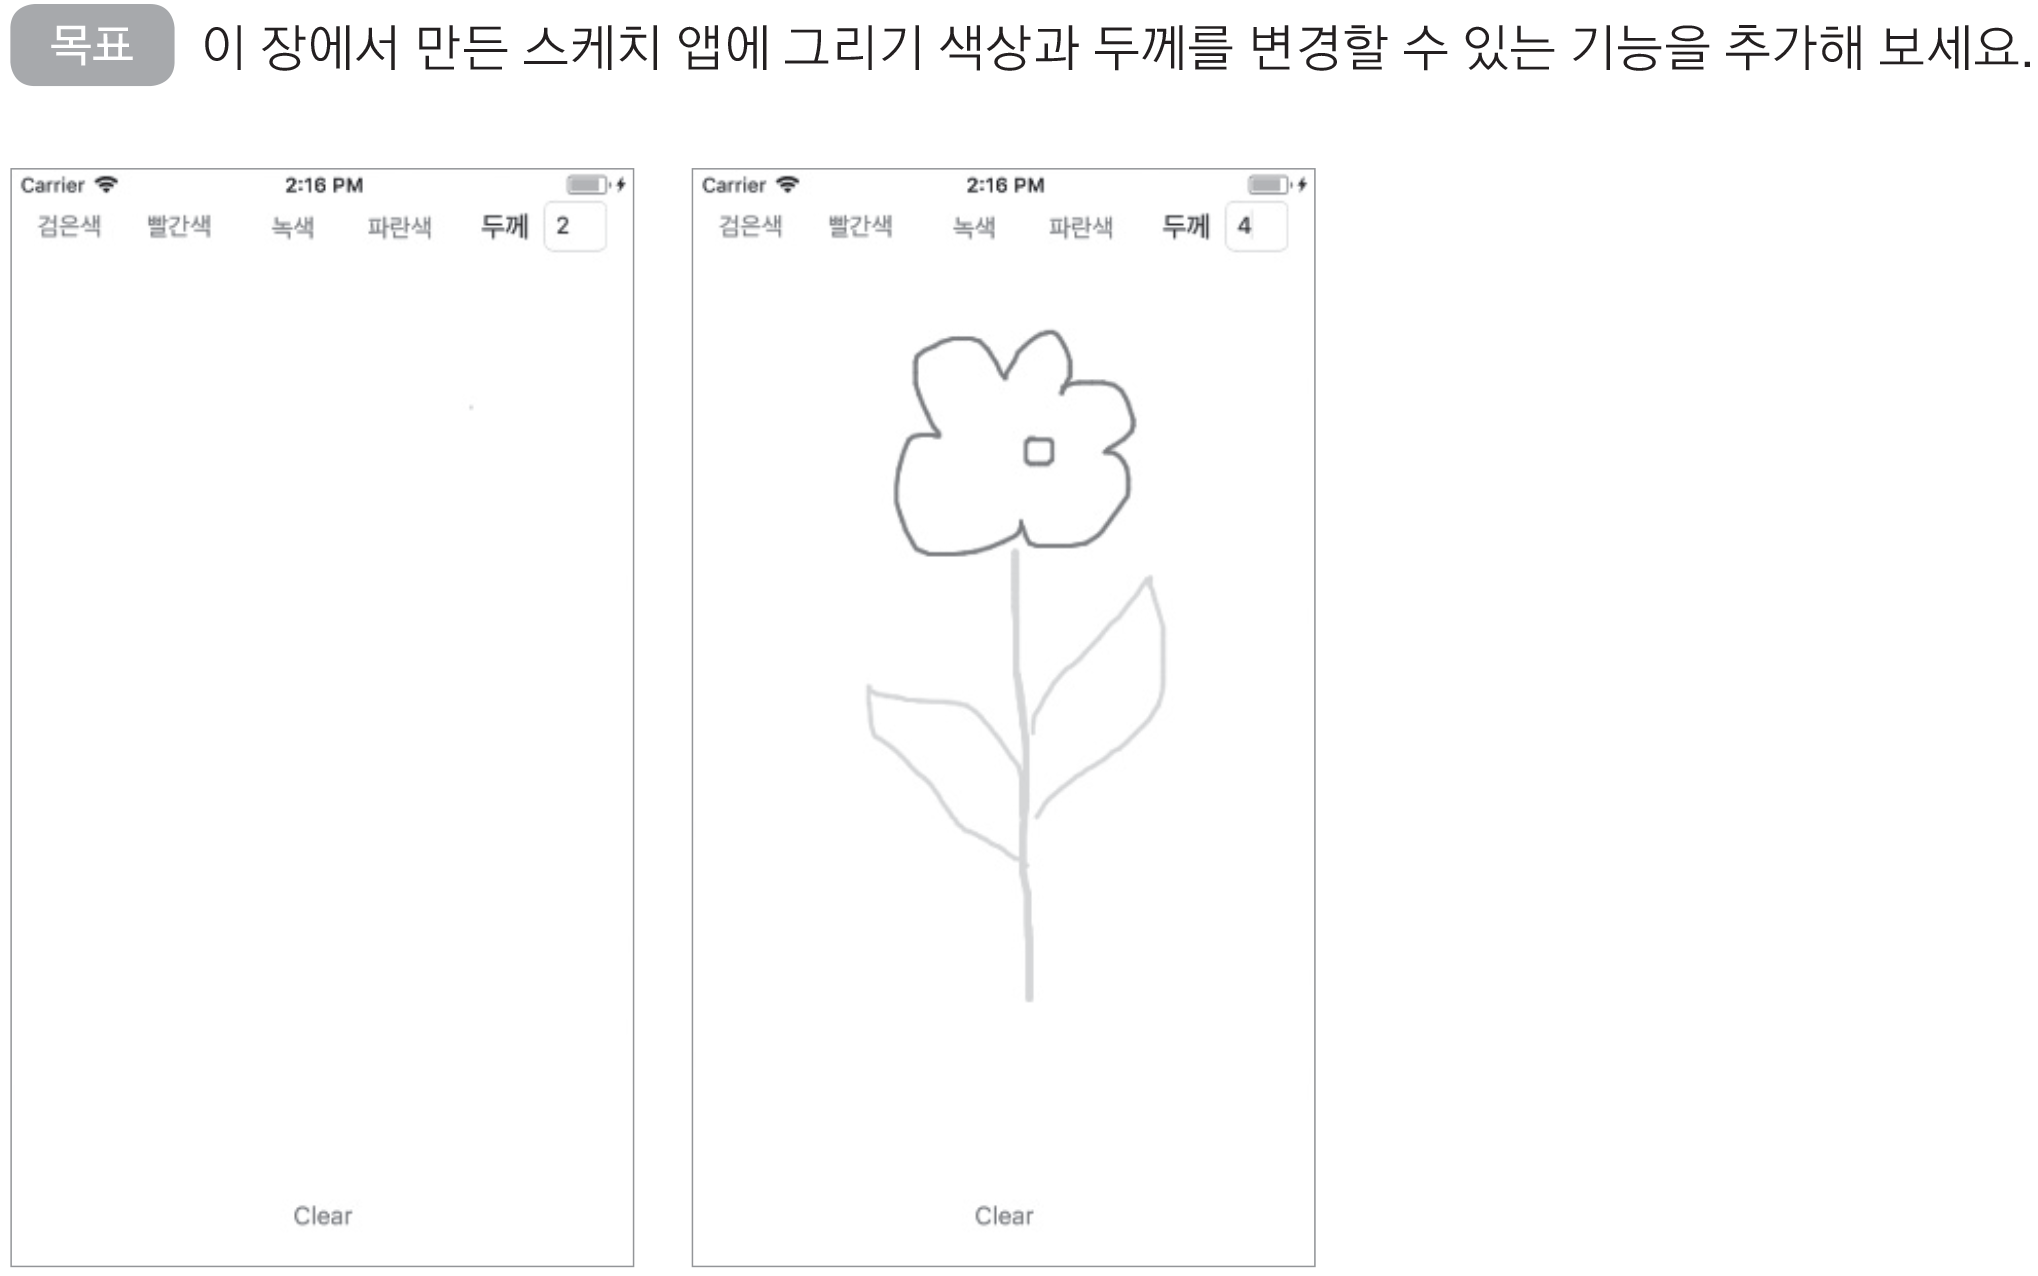 목표 이 장에서 만든 스케치 앱에 그리기 색상과 두께를 변경할 수 있는 기능을 추가해 보세요.
Carrier 2:16 PM
검은색 빨간색 녹색 파란색 두께 2
Clear
Carrier 2:16 PM
검은색 빨간색 녹색 파란색 두께 4
Clear